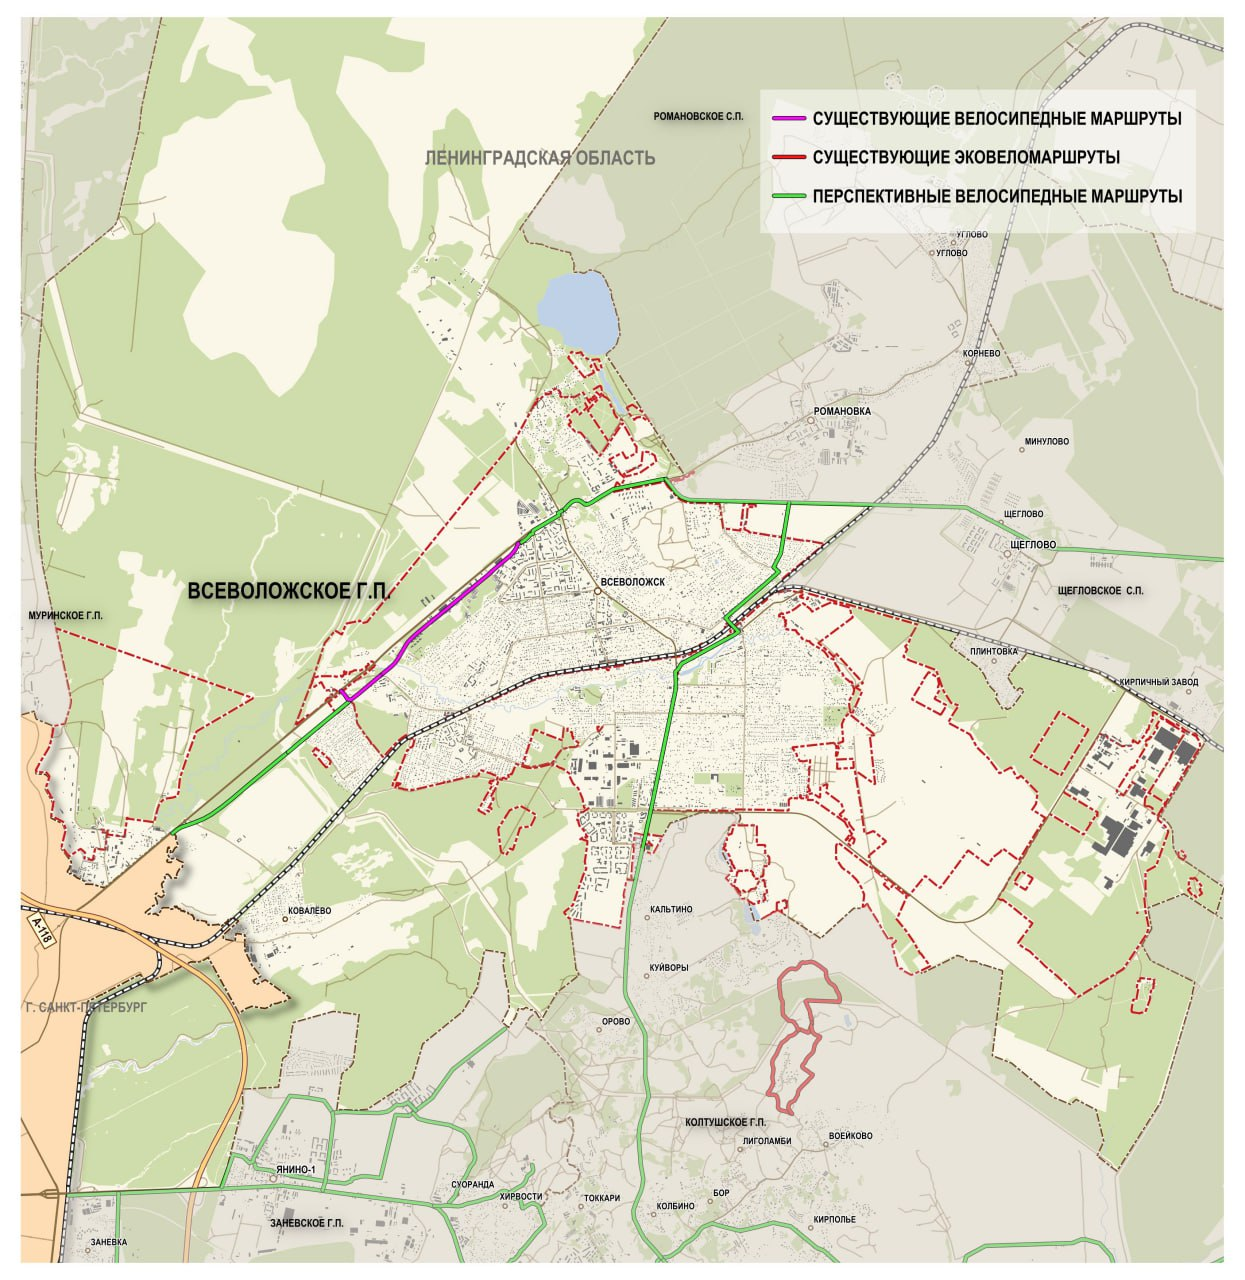 РОМАНОВСКОЕ С.П.
СУЩЕСТВУЮЩИЕ ВЕЛОСИПЕДНЫЕ МАРШРУТЫ
СУЩЕСТВУЮЩИЕ ЭКОВЕЛОМАРШРУТЫ
ПЕРСПЕКТИВНЫЕ ВЕЛОСИПЕДНЫЕ МАРШРУТЫ
ЛЕНИНГРАДСКАЯ ОБЛАСТЬ
УГЛОВО
УГЛОВО
КОРНЕВО
РОМАНОВКА
МИНУЛОВО
ЩЕГЛОВО
ЩЕГЛОВО
ВСЕВОЛОЖСК
ВСЕВОЛОЖСКОЕ Г.П.
ЩЕГЛОВСКОЕ С.П.
МУРИНСКОЕ Г.П.
ПЛИНТОВКА
КИРПИЧНЫЙ ЗАВОД
КОВАЛЁВО
КАЛЬТИНО
А-118
КУЙВОРЫ
Г. САНКТ-ПЕТЕРБУРГ
ОРОВО
КОЛТУШСКОЕ Г.П.
ВОЕЙКОВО
ЛИГОЛАМБИ
ЯНИНО-1
СУОРАНДА
ХИРВОСТИ
ТОККАРИ
БОР
КОЛБИНО
КИРПОЛЬЕ
ЗАНЕВСКОЕ Г.П.
ЗАНЕВКА